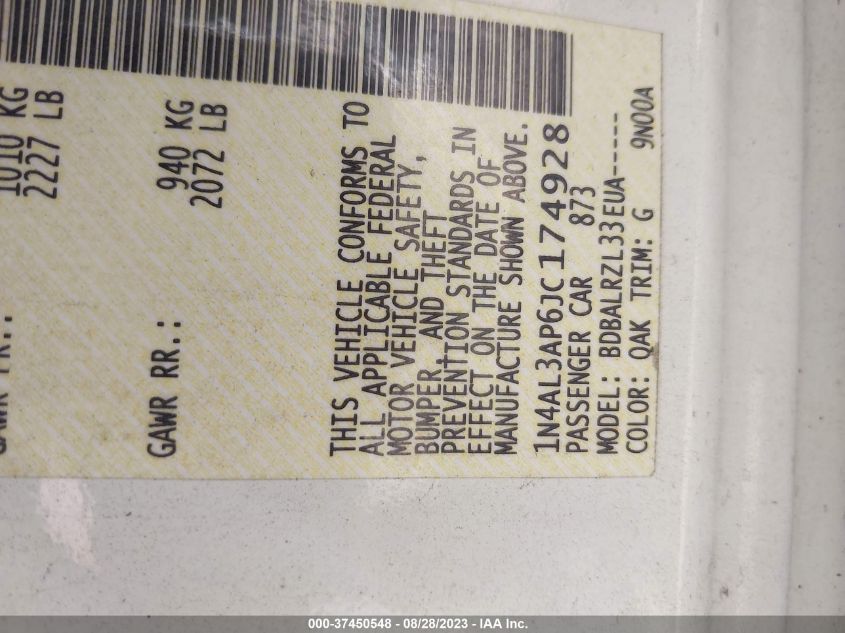 1010 KG
2227 LB
GAWR RR.: 940 KG
2072 LB
THIS VEHICLE CONFORMS TO
ALL APPLICABLE FEDERAL
MOTOR VEHICLE SAFETY,
BUMPER AND THEFT
PREVENTION STANDARDS IN
EFFECT ON THE DATE OF
MANUFACTURE SHOWN ABOVE.
1N4AL3AP6JC174928
PASSENGER CAR 873
MODEL: BDBALRZL33EUA-----
COLOR: QAK TRIM: G 9N00A
000-37450548 - 08/28/2023 - IAA Inc.